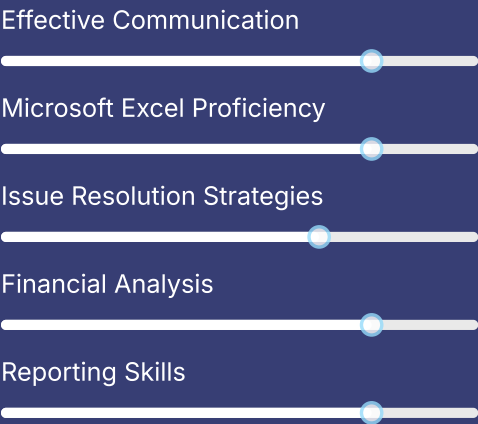 Effective Communication
Microsoft Excel Proficiency
Issue Resolution Strategies
Financial Analysis
Reporting Skills